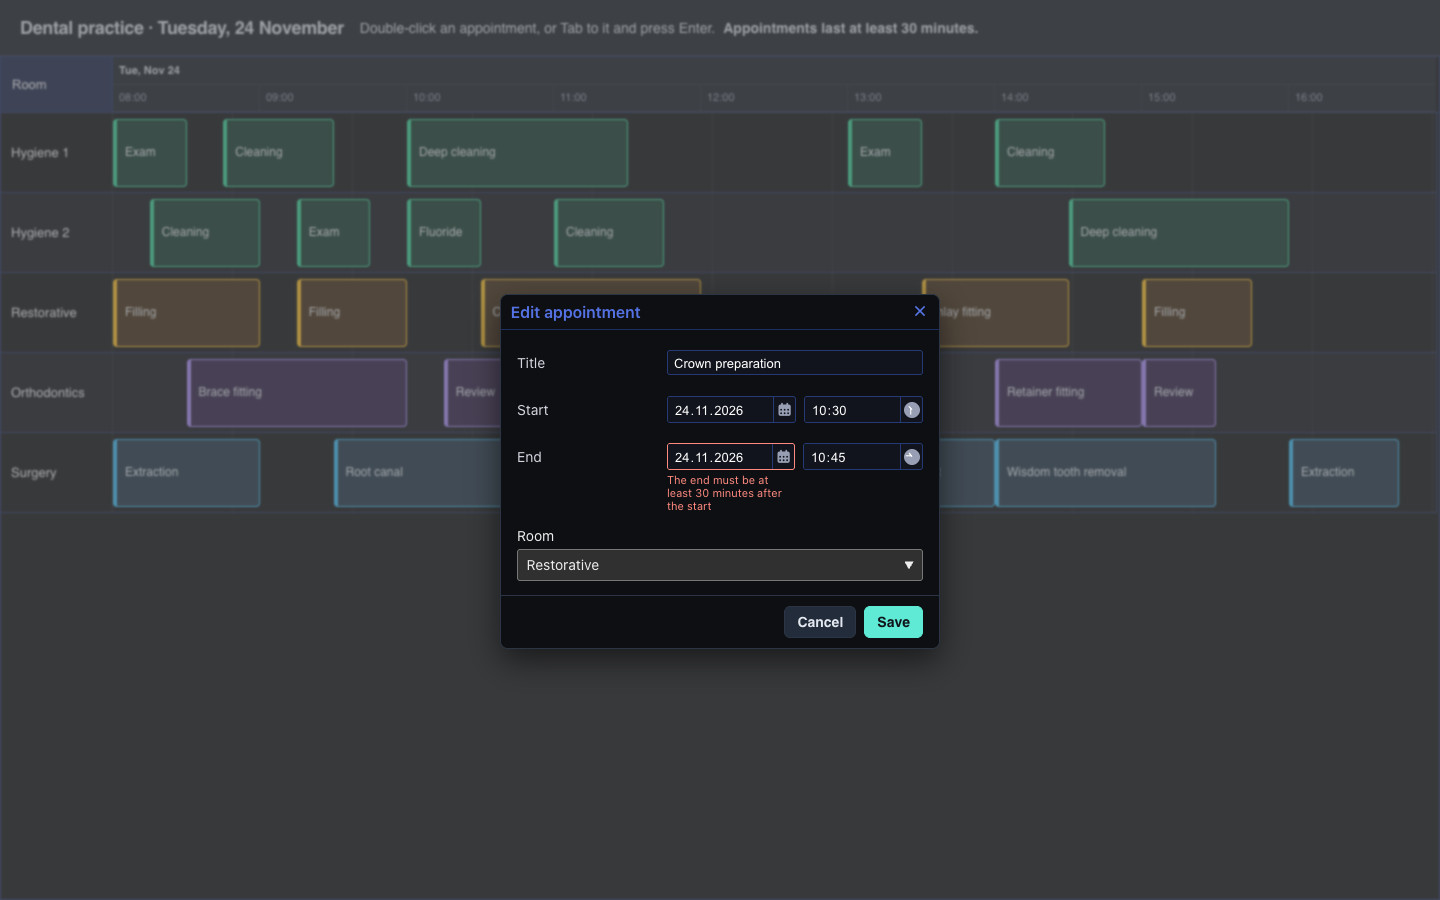 Dental practice · Tuesday, 24 November Double-click an appointment, or Tab to it and press Enter. Appointments last at least 30 minutes.
Room
Tue, Nov 24
08:00 09:00 10:00 11:00 12:00 13:00 14:00 15:00 16:00
Hygiene 1
Exam Cleaning Deep cleaning Exam Cleaning
Hygiene 2
Cleaning Exam Fluoride Cleaning Deep cleaning
Restorative
Filling Filling fitting Filling
Orthodontics
Brace fitting Review Retainer fitting Review
Surgery
Extraction Root canal Wisdom tooth removal Extraction
Edit appointment
Title Crown preparation
Start 24.11.2026 10:30
End 24.11.2026 10:45
The end must be at
least 30 minutes after
the start
Room
Restorative
Cancel Save